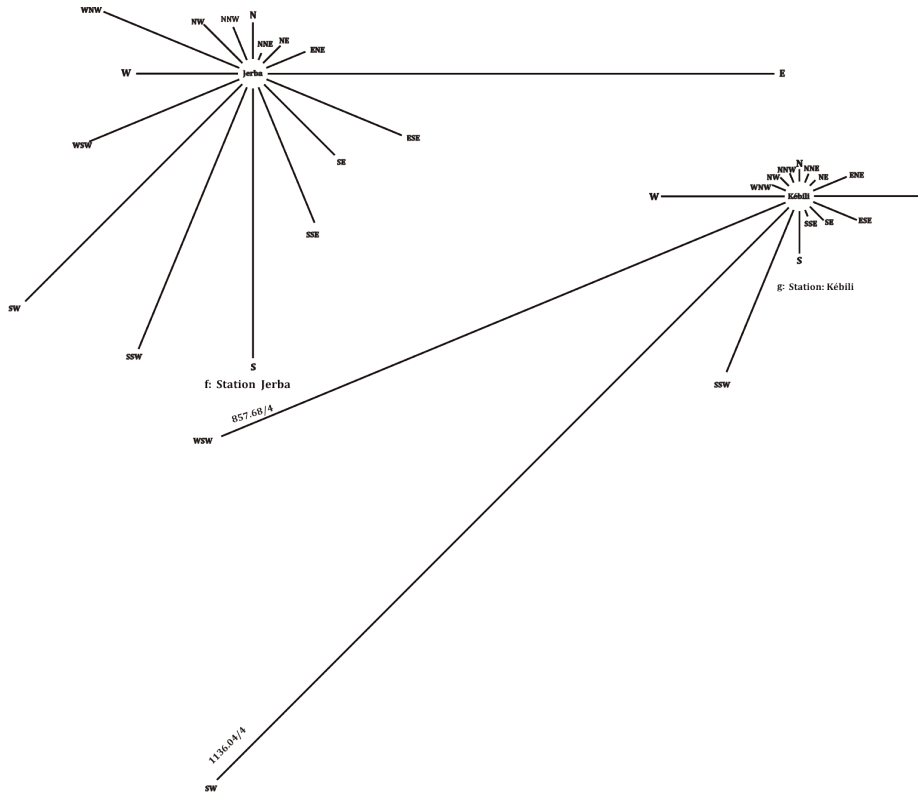 WNW
NW
NNW
N
NNE
NE
ENE
W
Jerba
E
WSW
ESE
SE
SSE
SW
SSW
S
f: Station Jerba
N
NNW
NNE
NW
NE
ENE
WNW
W
Kébili
SSE
SE
ESE
S
g: Station: Kébili
SSW
857.68/4
WSW
1136.04/4
SW